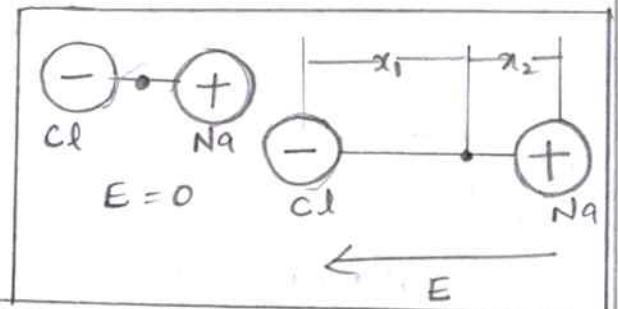 x₁ x₂
− +
Cl Na
− +
E = 0
Cl Na
E